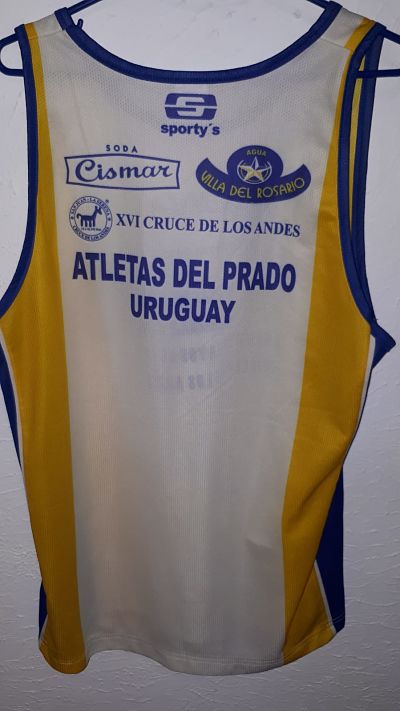 sporty´s
SODA
Cismar
AGUA
VILLA DEL ROSARIO
XVI CRUCE DE LOS ANDES
ATLETAS DEL PRADO
URUGUAY